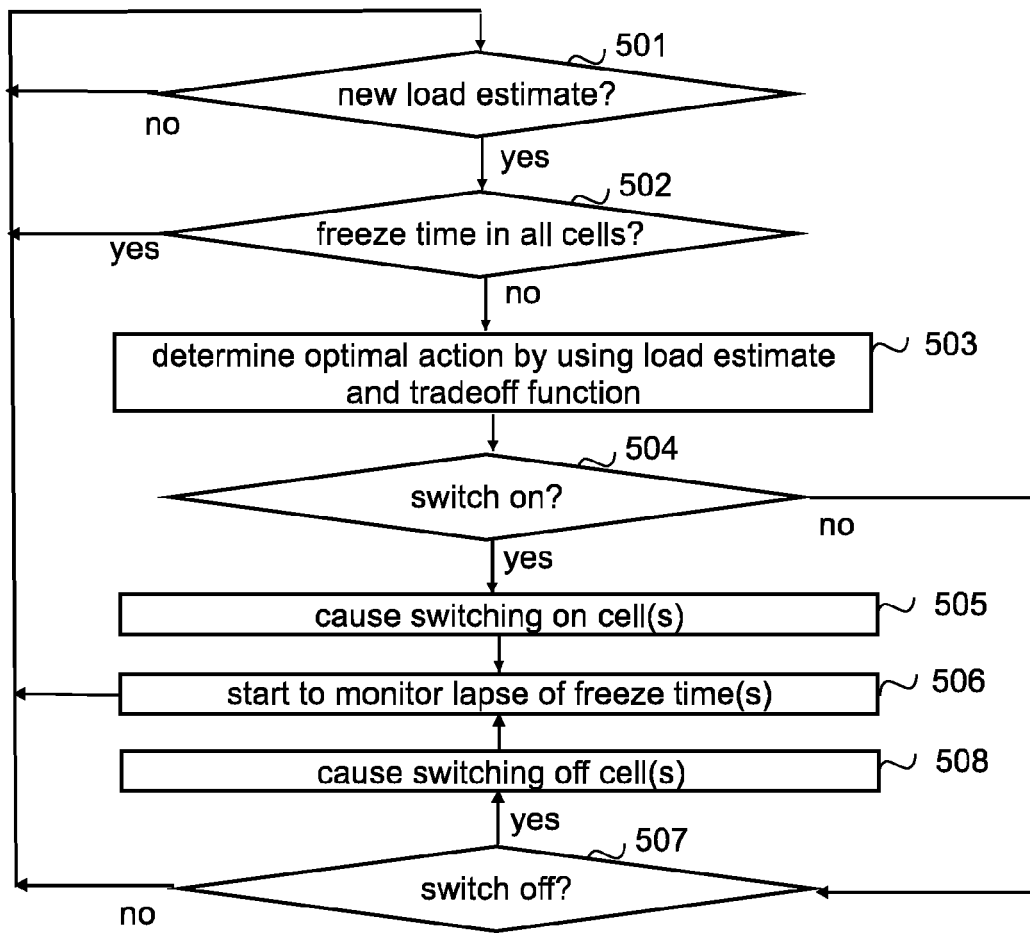 501
new load estimate?
no
yes
502
freeze time in all cells?
yes
no
503
determine optimal action by using load estimate
and tradeoff function
504
switch on?
no
yes
505
cause switching on cell(s)
506
start to monitor lapse of freeze time(s)
508
cause switching off cell(s)
yes
507
switch off?
no